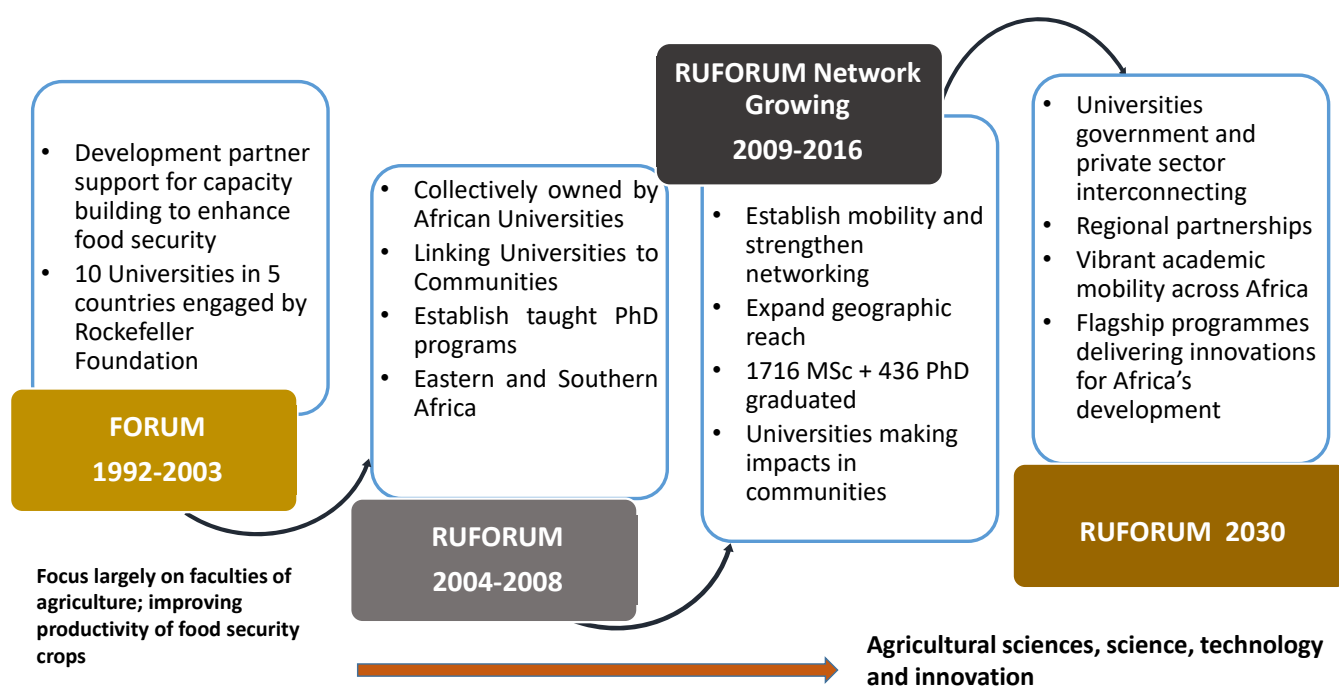 • Development partner
support for capacity
building to enhance
food security
• 10 Universities in 5
countries engaged by
Rockefeller
Foundation
FORUM
1992-2003
Focus largely on faculties of
agriculture; improving
productivity of food security
crops
• Collectively owned by
African Universities
• Linking Universities to
Communities
• Establish taught PhD
programs
• Eastern and Southern
Africa
RUFORUM
2004-2008
RUFORUM Network
Growing
2009-2016
• Establish mobility and
strengthen
networking
• Expand geographic
reach
• 1716 MSc + 436 PhD
graduated
• Universities making
impacts in
communities
• Universities
government and
private sector
interconnecting
• Regional partnerships
• Vibrant academic
mobility across Africa
• Flagship programmes
delivering innovations
for Africa’s
development
RUFORUM 2030
Agricultural sciences, science, technology
and innovation